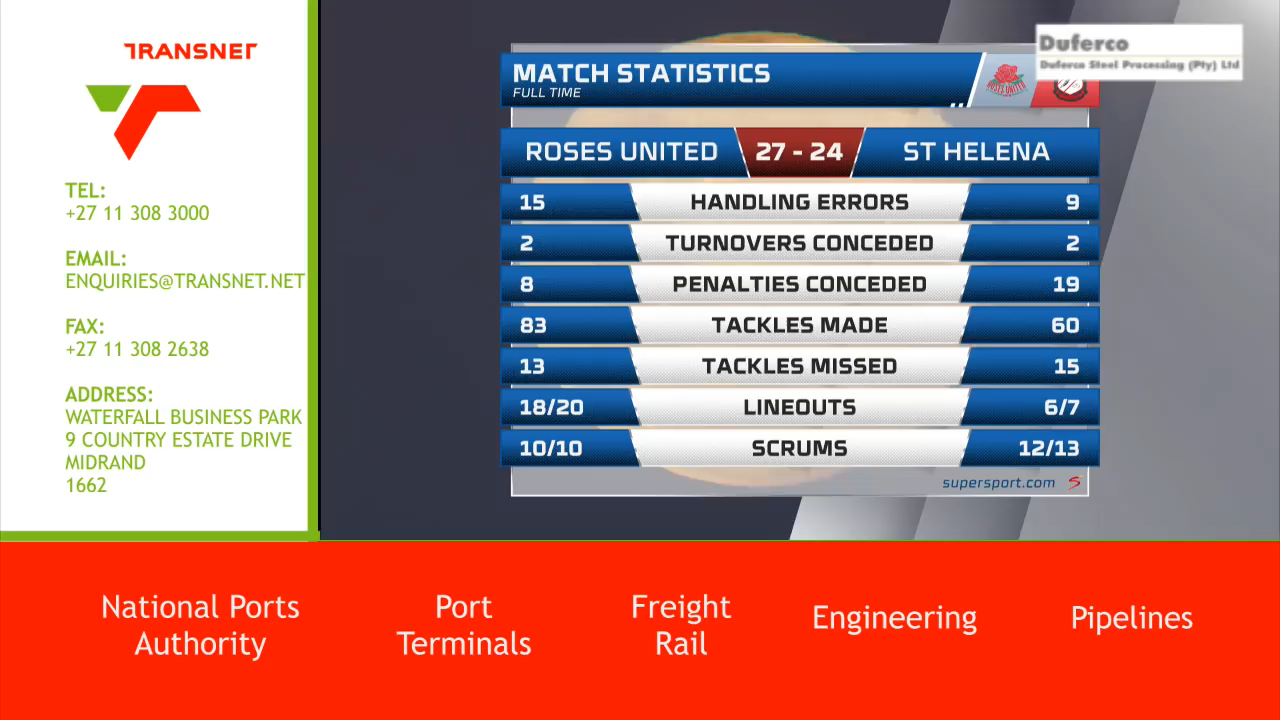 TRANSNET
TEL:
+27 11 308 3000
EMAIL:
ENQUIRIES@TRANSNET.NET
FAX:
+27 11 308 2638
ADDRESS:
WATERFALL BUSINESS PARK
9 COUNTRY ESTATE DRIVE
MIDRAND
1662
Duferco
Duferco Steel Processing (Pty) Ltd
MATCH STATISTICS
FULL TIME
ROSES UNITED
ROSES UNITED 27 - 24 ST HELENA
15 HANDLING ERRORS 9
2 TURNOVERS CONCEDED 2
8 PENALTIES CONCEDED 19
83 TACKLES MADE 60
13 TACKLES MISSED 15
18/20 LINEOUTS 6/7
10/10 SCRUMS 12/13
supersport.com
National Ports
Authority
Port
Terminals
Freight
Rail
Engineering
Pipelines